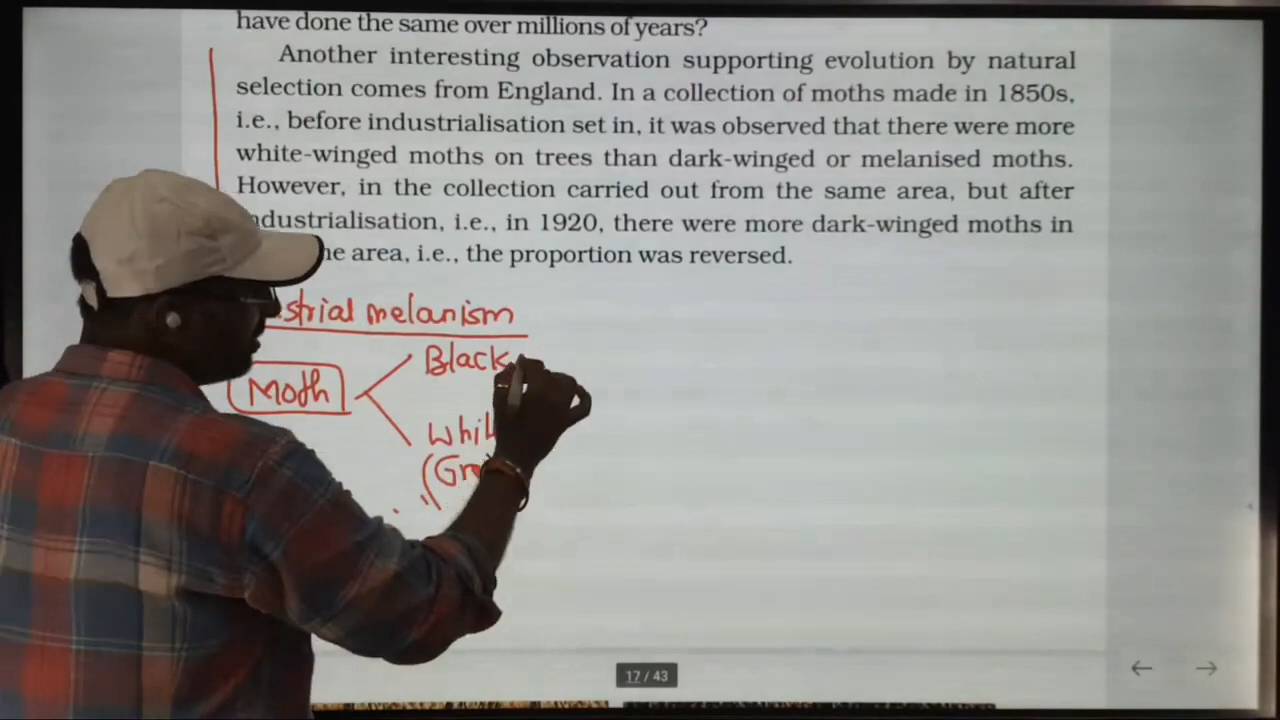 have done the same over millions of years?
Another interesting observation supporting evolution by natural
selection comes from England. In a collection of moths made in 1850s,
i.e., before industrialisation set in, it was observed that there were more
white-winged moths on trees than dark-winged or melanised moths.
However, in the collection carried out from the same area, but after
industrialisation, i.e., in 1920, there were more dark-winged moths in
area, i.e., the proportion was reversed.
melanism
Black
Moth
17 / 43